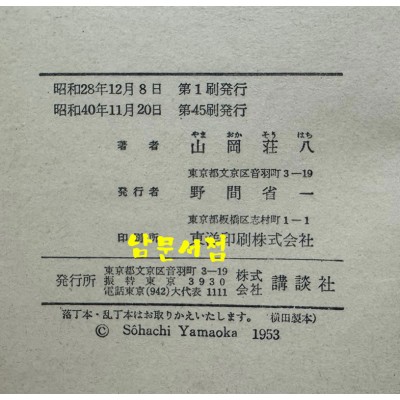 昭和28年12月8日 第1刷発行
昭和40年11月20日 第45刷発行
やま おか そう はち
著者 山岡荘八
東京都文京区音羽町3—19
発行者 野間省一
東京都板橋区志村町1—1
印刷所 東洋印刷株式会社
남문서점
発行所 東京都文京区音羽町3—19 株式会社 講談社
振替東京3930
電話東京(942)大代表1111
落丁本・乱丁本はお取りかえいたします。 (横田製本)
© Sôhachi Yamaoka 1953